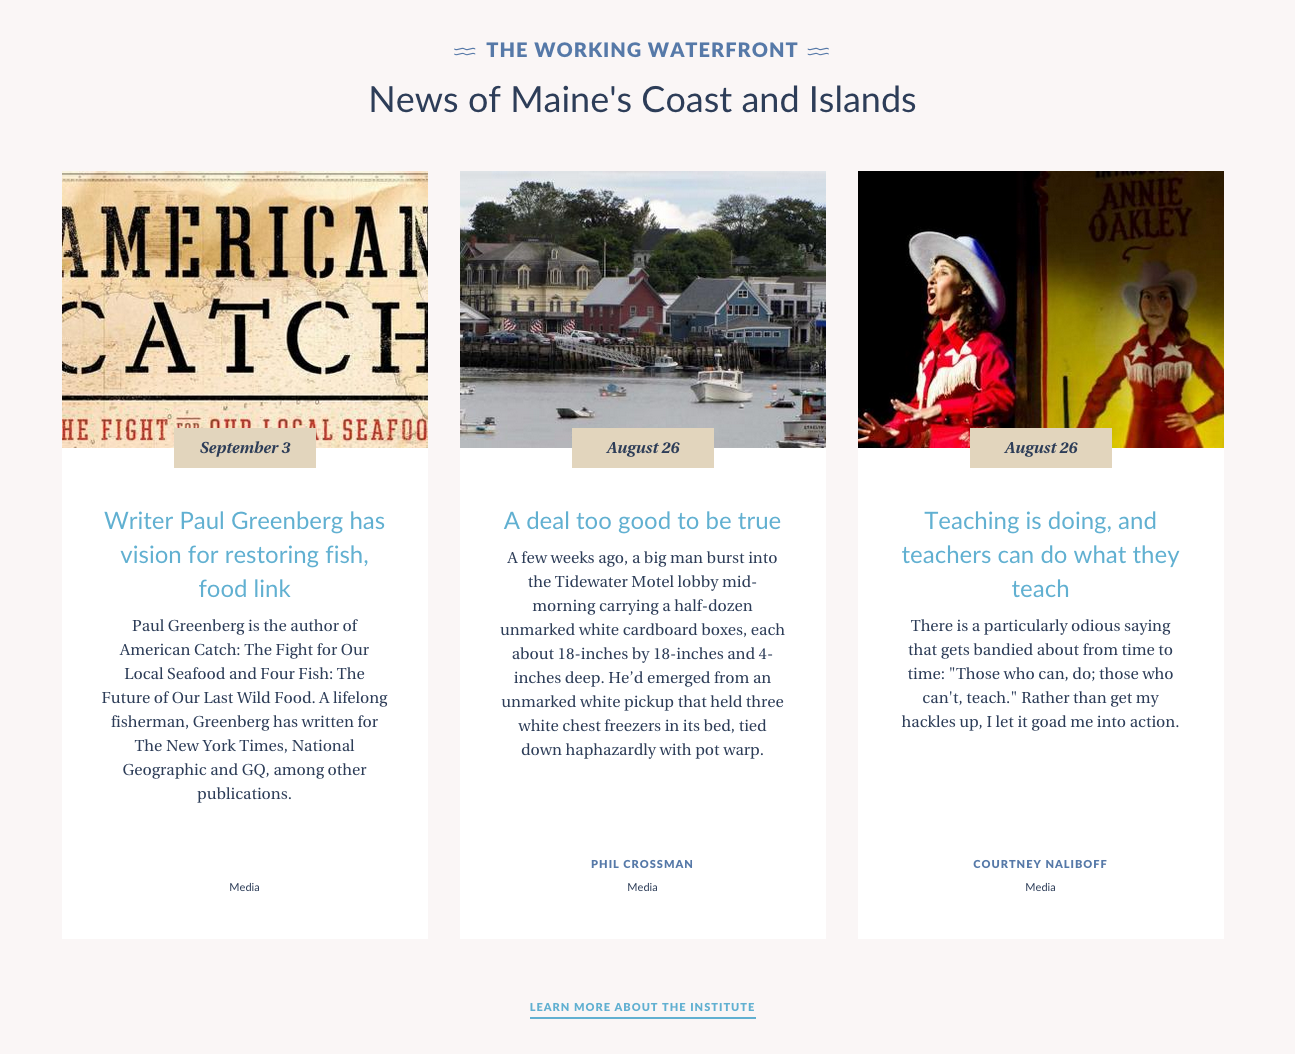 THE WORKING WATERFRONT
News of Maine's Coast and Islands
AMERICAN
CATCH
HE FIGHT FOR OUR LOCAL SEAFOO
September 3
Writer Paul Greenberg has
vision for restoring fish,
food link
Paul Greenberg is the author of
American Catch: The Fight for Our
Local Seafood and Four Fish: The
Future of Our Last Wild Food. A lifelong
fisherman, Greenberg has written for
The New York Times, National
Geographic and GQ, among other
publications.
Media
August 26
A deal too good to be true
A few weeks ago, a big man burst into
the Tidewater Motel lobby mid-
morning carrying a half-dozen
unmarked white cardboard boxes, each
about 18-inches by 18-inches and 4-
inches deep. He’d emerged from an
unmarked white pickup that held three
white chest freezers in its bed, tied
down haphazardly with pot warp.
PHIL CROSSMAN
Media
ANNIE
OAKLEY
August 26
Teaching is doing, and
teachers can do what they
teach
There is a particularly odious saying
that gets bandied about from time to
time: "Those who can, do; those who
can't, teach." Rather than get my
hackles up, I let it goad me into action.
COURTNEY NALIBOFF
Media
LEARN MORE ABOUT THE INSTITUTE